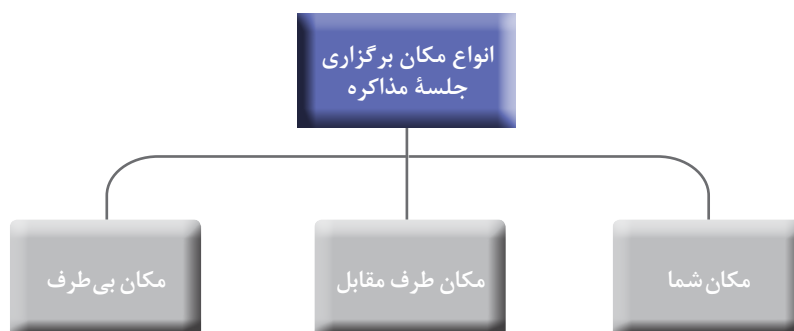 انواع مکان برگزاری
جلسهٔ مذاکره
مکان شما
مکان طرف مقابل
مکان بی‌طرف